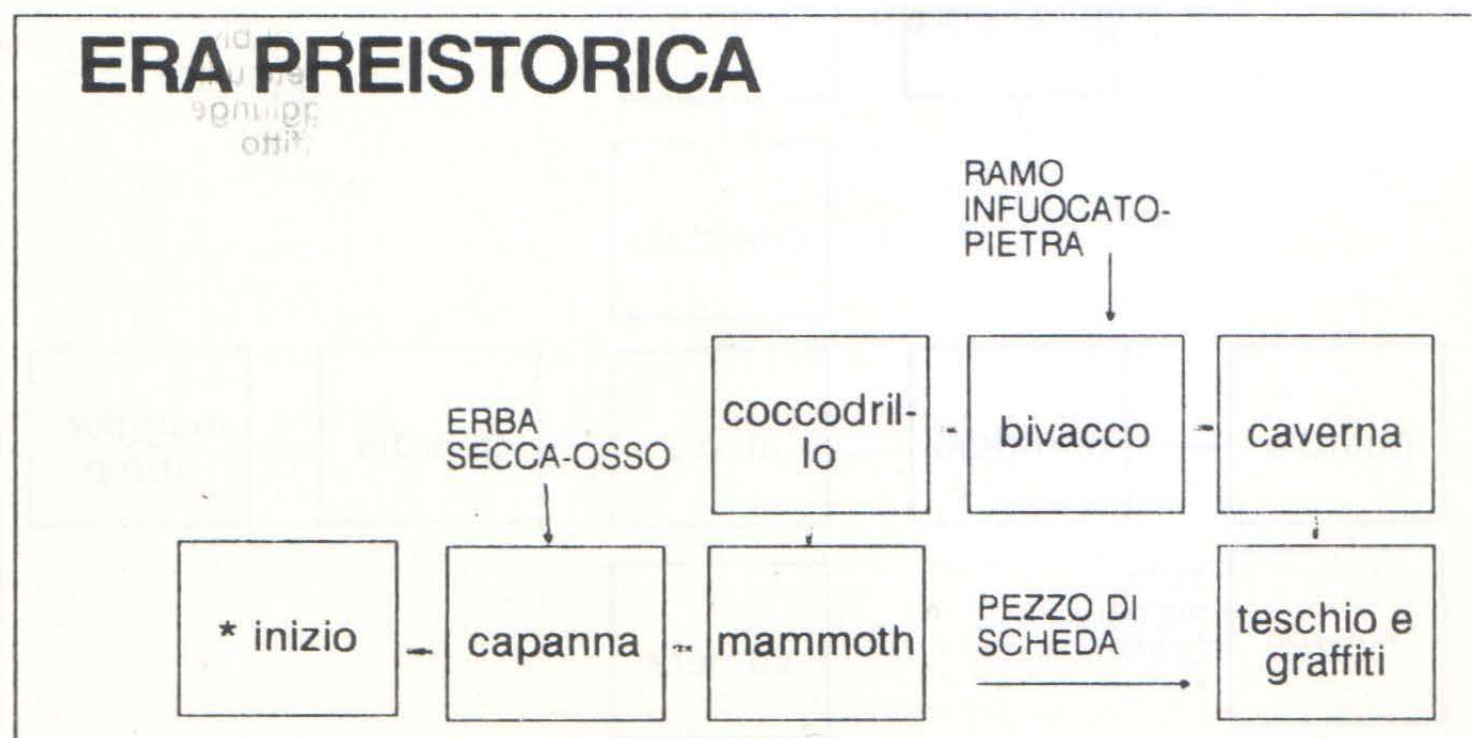 ERA PREISTORICA
RAMO
INFUOCATO-
PIETRA
coccodril-
lo
bivacco
caverna
ERBA
SECCA-OSSO
* inizio
capanna
mammoth
PEZZO DI
SCHEDA
teschio e
graffiti